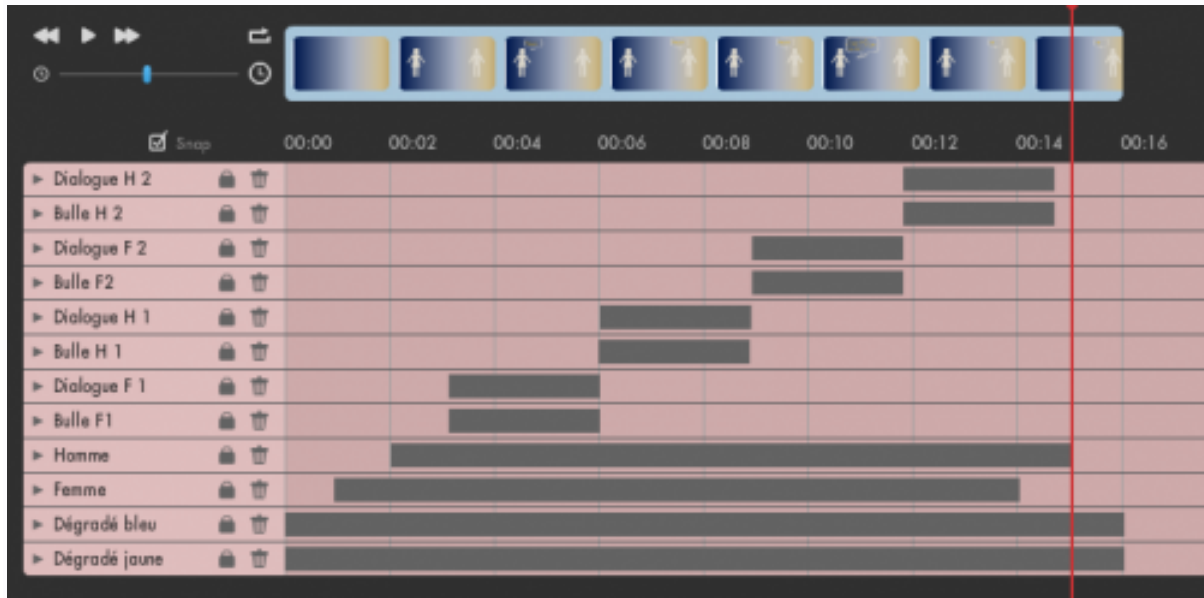 Snap 00:00 00:02 00:04 00:06 00:08 00:10 00:12 00:14 00:16
Dialogue H 2
Bulle H 2
Dialogue F 2
Bulle F2
Dialogue H 1
Bulle H 1
Dialogue F 1
Bulle F1
Homme
Femme
Dégradé bleu
Dégradé jaune